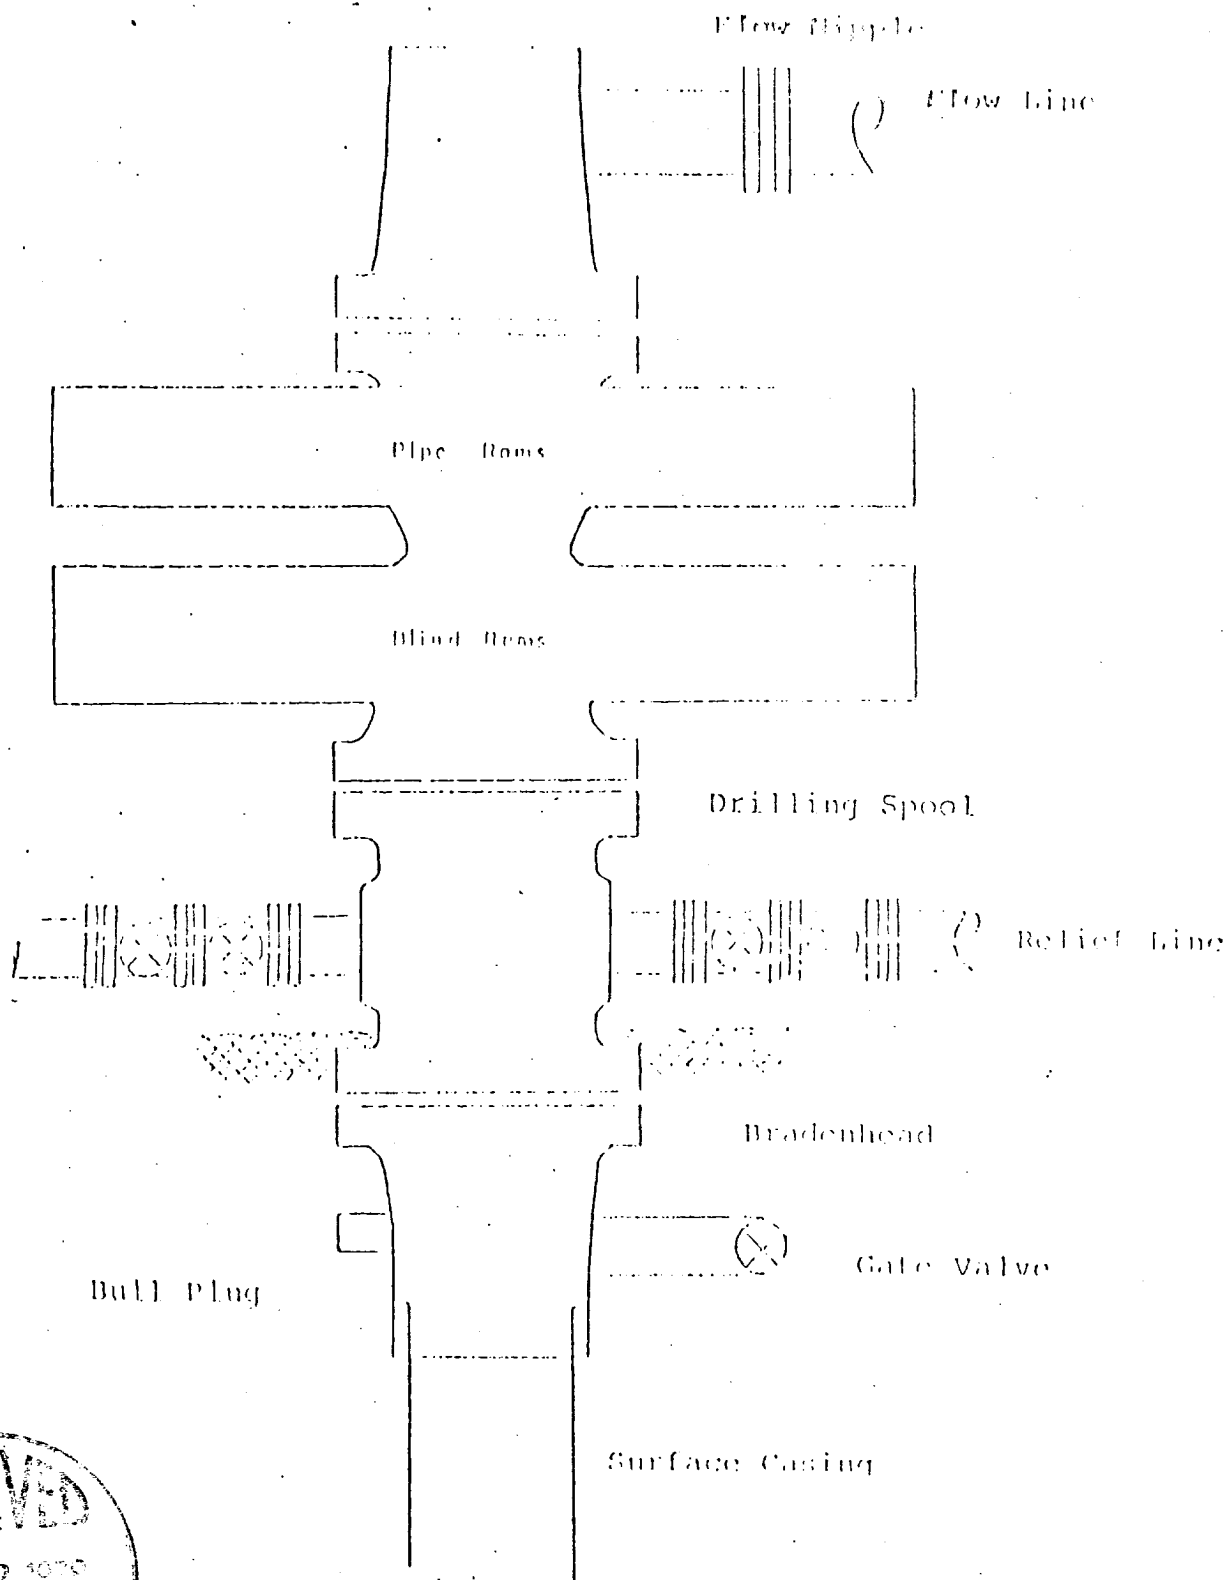 Flow Nipple
Flow Line
Pipe Rams
Blind Rams
Drilling Spool
Relief Line
Bradenhead
Gate Valve
Bull Plug
Surface Casing